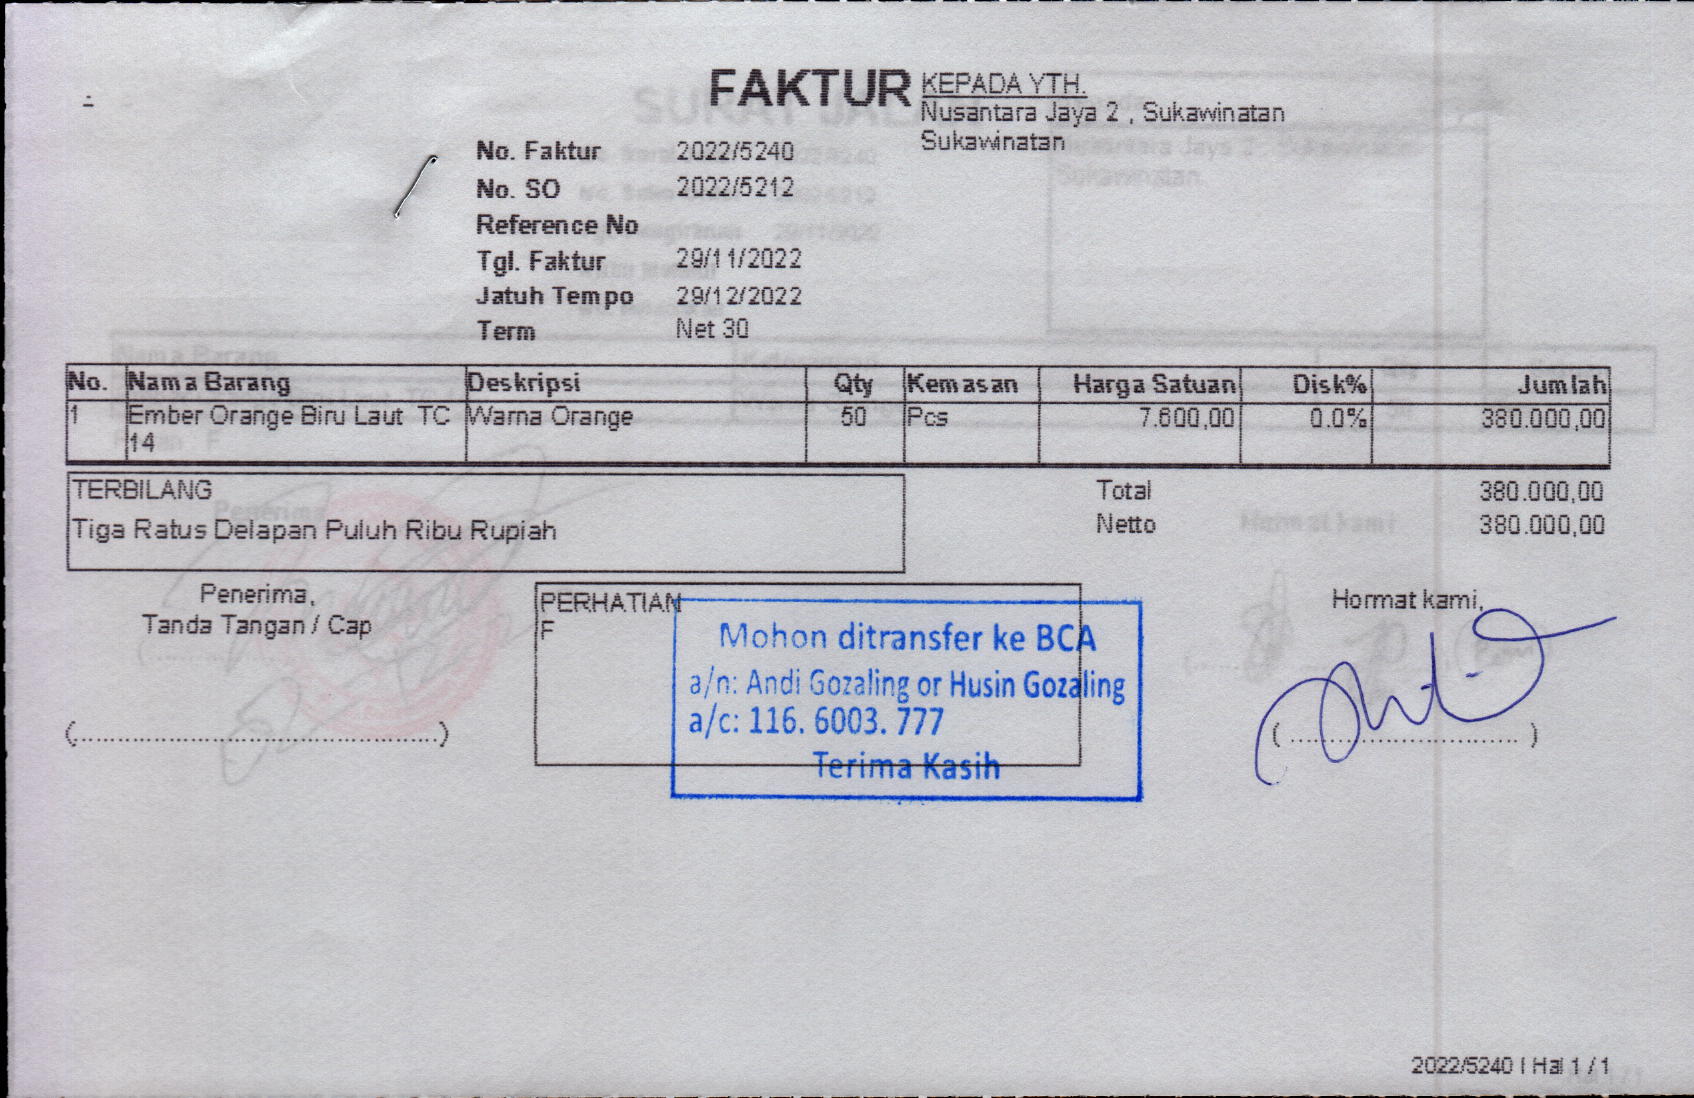 FAKTUR
KEPADA YTH.
Nusantara Jaya 2 , Sukawinatan
Sukawinatan
No. Faktur 2022/5240
No. SO 2022/5212
Reference No
Tgl. Faktur 29/11/2022
Jatuh Tempo 29/12/2022
Term Net 30
No. Nama Barang Deskripsi Qty Kemasan Harga Satuan Disk% Jumlah
1 Ember Orange Biru Laut TC Warna Orange 50 Pcs 7.600,00 0.0% 380.000,00
14
TERBILANG
Tiga Ratus Delapan Puluh Ribu Rupiah
Total 380.000,00
Netto 380.000,00
Penerima,
Tanda Tangan / Cap
(............................................)
PERHATIAN
F
Mohon ditransfer ke BCA
a/n: Andi Gozaling or Husin Gozaling
a/c: 116. 6003. 777
Terima Kasih
Hormat kami,
( ............................ )
2022/5240 | Hal 1 / 1